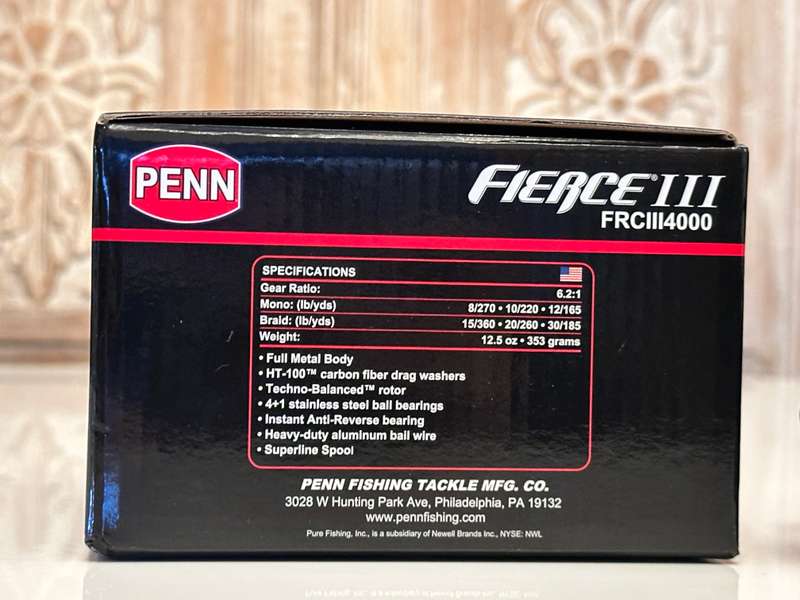 PENN
FIERCE® III
FRCIII4000
SPECIFICATIONS
Gear Ratio: 6.2:1
Mono: (lb/yds) 8/270 • 10/220 • 12/165
Braid: (lb/yds) 15/360 • 20/260 • 30/185
Weight: 12.5 oz • 353 grams
• Full Metal Body
• HT-100™ carbon fiber drag washers
• Techno-Balanced™ rotor
• 4+1 stainless steel ball bearings
• Instant Anti-Reverse bearing
• Heavy-duty aluminum bail wire
• Superline Spool
PENN FISHING TACKLE MFG. CO.
3028 W Hunting Park Ave, Philadelphia, PA 19132
www.pennfishing.com
Pure Fishing, Inc., is a subsidiary of Newell Brands Inc., NYSE: NWL